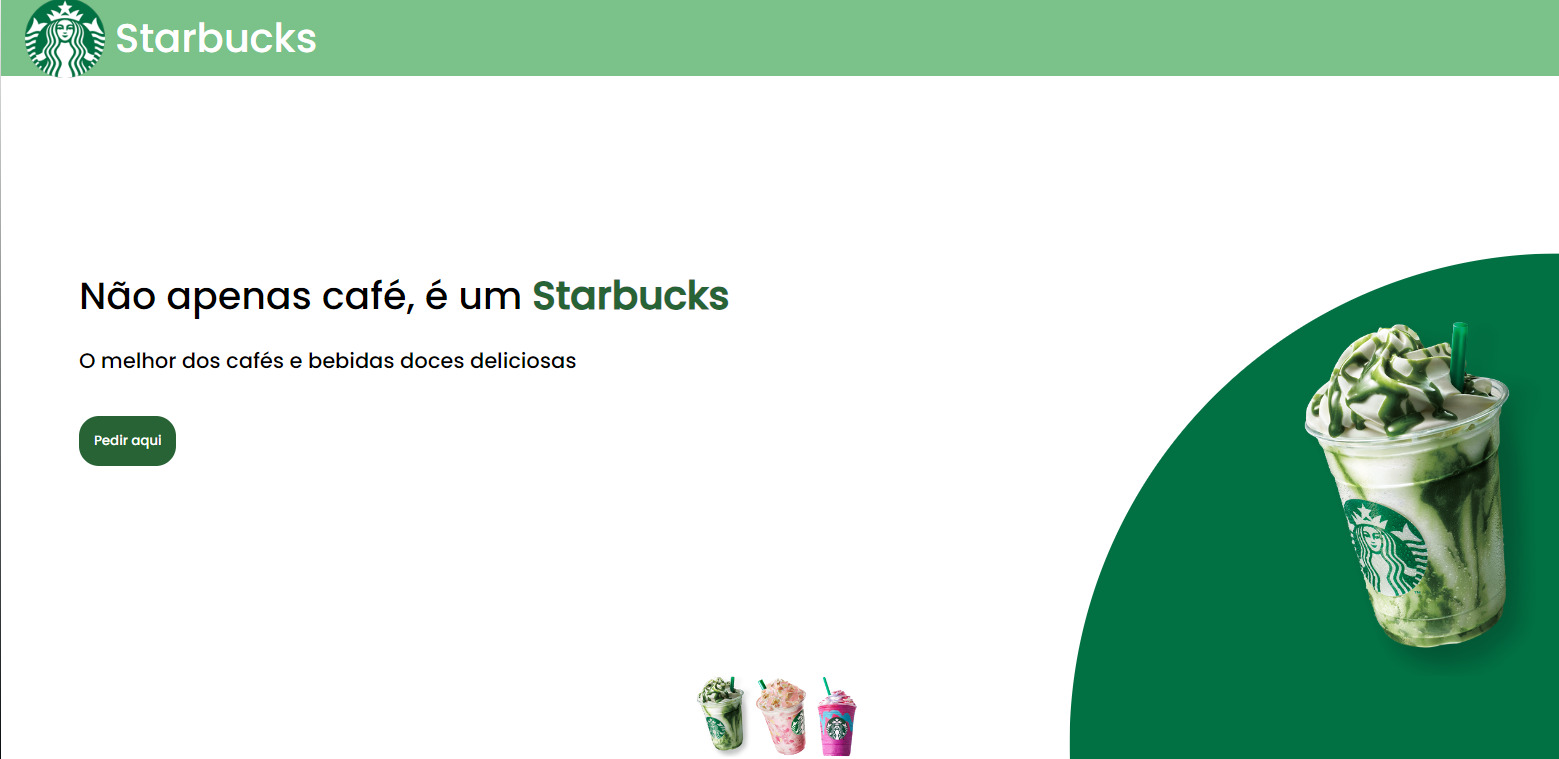 Starbucks
Não apenas café, é um Starbucks
O melhor dos cafés e bebidas doces deliciosas
Pedir aqui